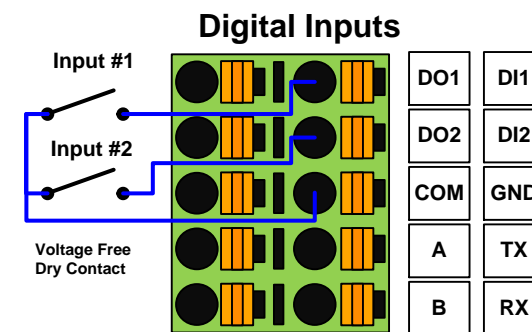 Digital Inputs
Input #1
Input #2
Voltage Free
Dry Contact
DO1 DI1
DO2 DI2
COM GND
A TX
B RX